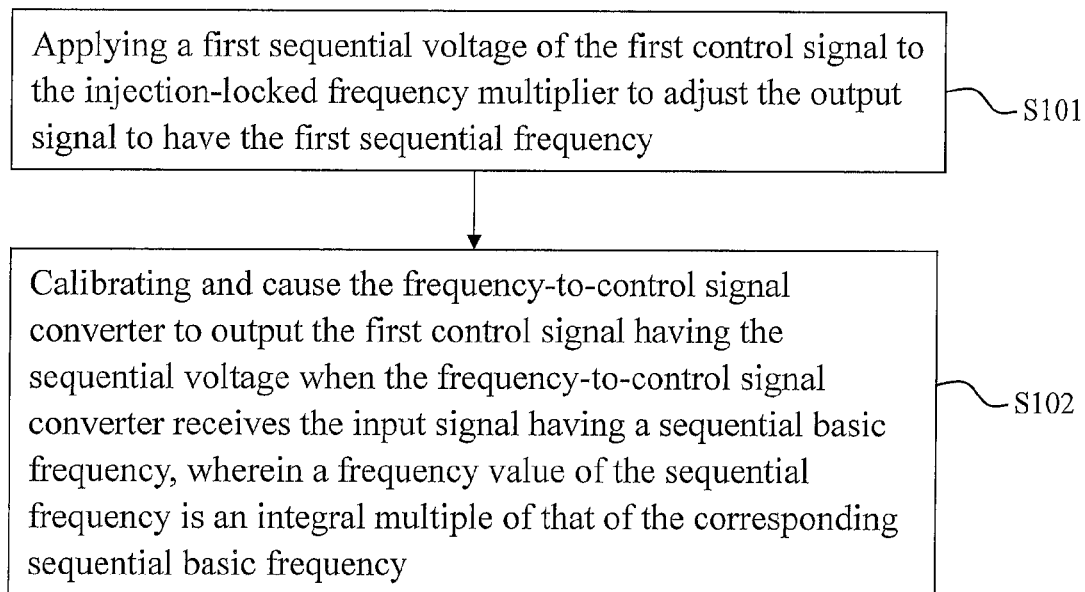 Applying a first sequential voltage of the first control signal to
the injection-locked frequency multiplier to adjust the output
signal to have the first sequential frequency
S101
Calibrating and cause the frequency-to-control signal
converter to output the first control signal having the
sequential voltage when the frequency-to-control signal
converter receives the input signal having a sequential basic
frequency, wherein a frequency value of the sequential
frequency is an integral multiple of that of the corresponding
sequential basic frequency
S102